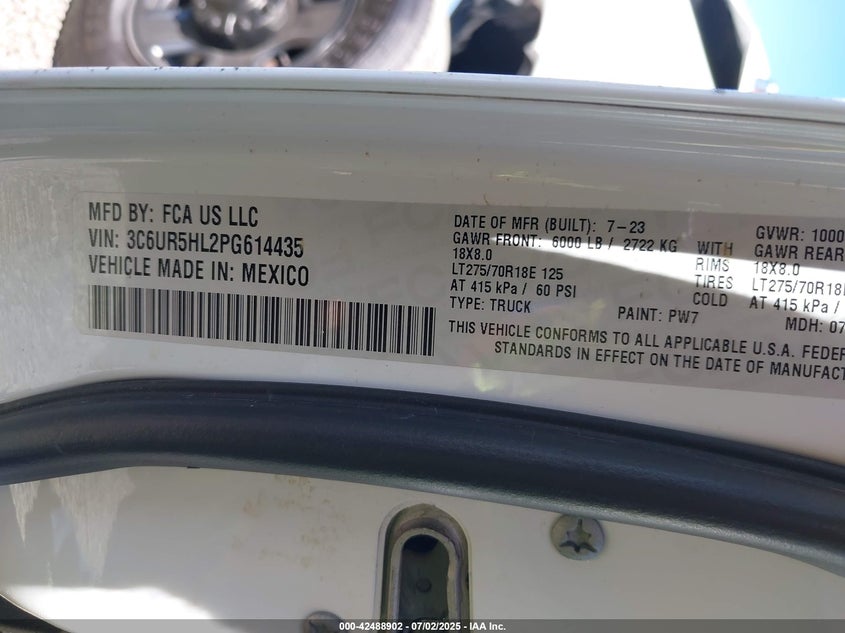 MFD BY: FCA US LLC
VIN: 3C6UR5HL2PG614435
VEHICLE MADE IN: MEXICO
DATE OF MFR (BUILT): 7-23
GVWR: 1000
GAWR FRONT: 6000 LB / 2722 KG WITH GAWR REAR
18X8.0 RIMS 18X8.0
LT275/70R18E 125 TIRES LT275/70R18E
AT 415 kPa / 60 PSI COLD AT 415 kPa /
TYPE: TRUCK PAINT: PW7 MDH: 07
THIS VEHICLE CONFORMS TO ALL APPLICABLE U.S.A. FEDER
STANDARDS IN EFFECT ON THE DATE OF MANUFACT
000-42488902 - 07/02/2025 - IAA Inc.